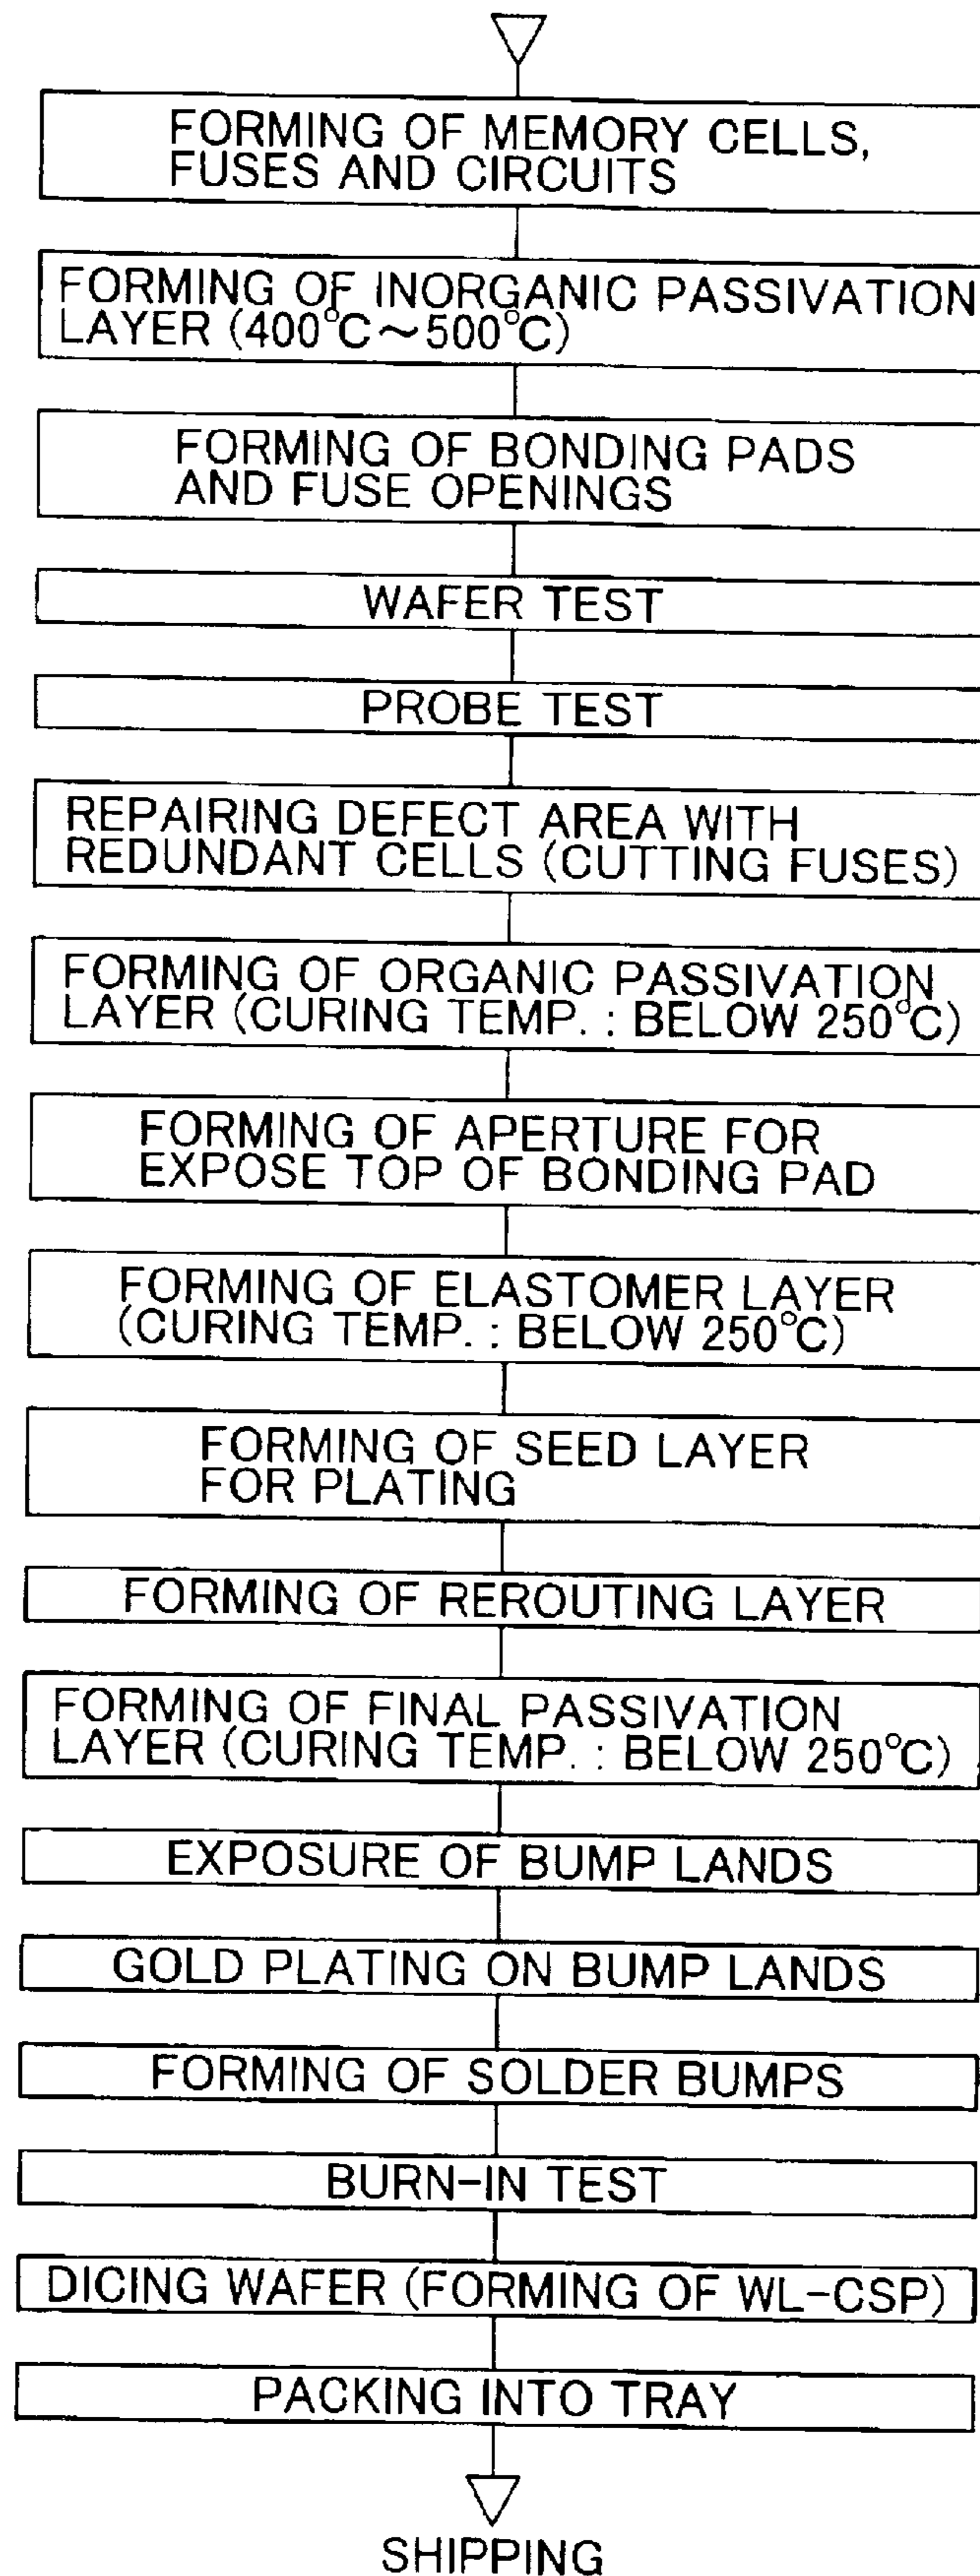 FORMING OF MEMORY CELLS,
FUSES AND CIRCUITS
FORMING OF INORGANIC PASSIVATION
LAYER (400°C～500°C)
FORMING OF BONDING PADS
AND FUSE OPENINGS
WAFER TEST
PROBE TEST
REPAIRING DEFECT AREA WITH
REDUNDANT CELLS (CUTTING FUSES)
FORMING OF ORGANIC PASSIVATION
LAYER (CURING TEMP. : BELOW 250°C)
FORMING OF APERTURE FOR
EXPOSE TOP OF BONDING PAD
FORMING OF ELASTOMER LAYER
(CURING TEMP. : BELOW 250°C)
FORMING OF SEED LAYER
FOR PLATING
FORMING OF REROUTING LAYER
FORMING OF FINAL PASSIVATION
LAYER (CURING TEMP. : BELOW 250°C)
EXPOSURE OF BUMP LANDS
GOLD PLATING ON BUMP LANDS
FORMING OF SOLDER BUMPS
BURN-IN TEST
DICING WAFER (FORMING OF WL-CSP)
PACKING INTO TRAY
SHIPPING